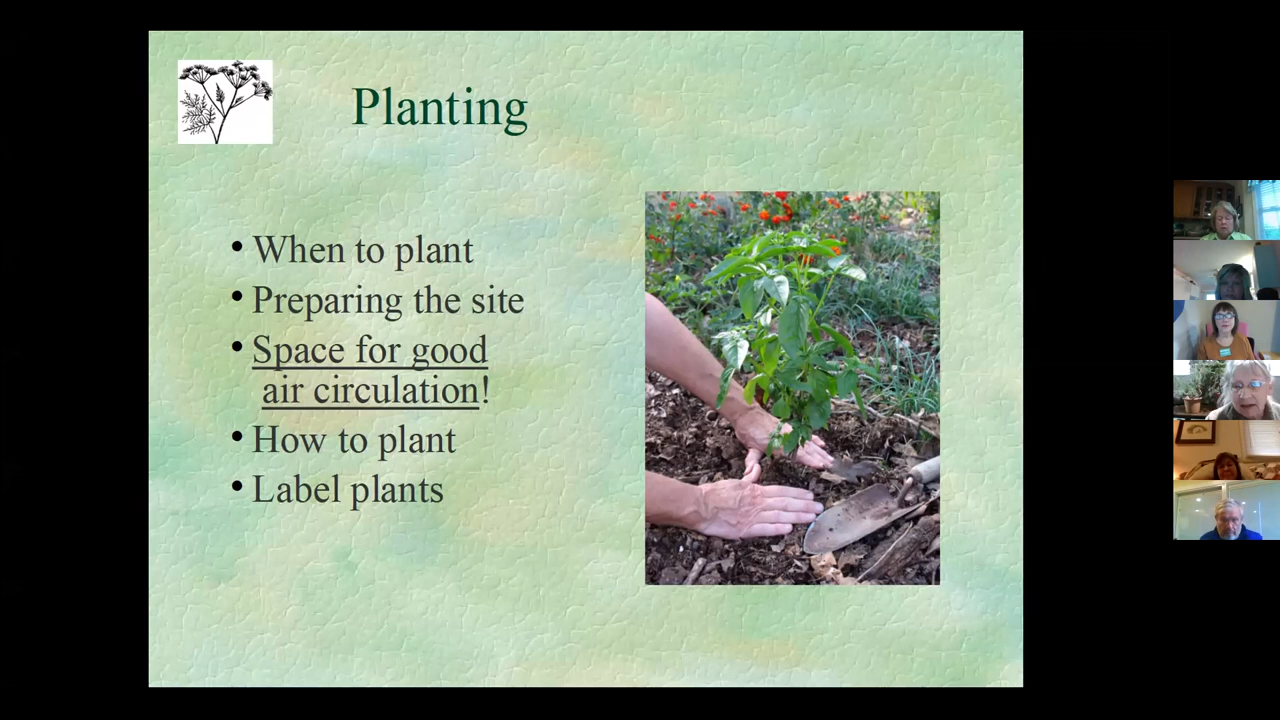 Planting
• When to plant
• Preparing the site
• Space for good
air circulation!
• How to plant
• Label plants